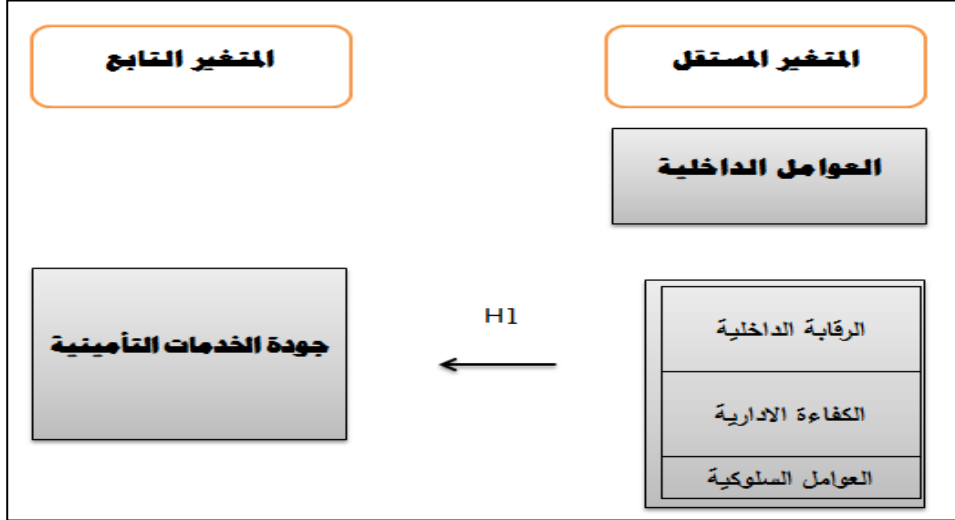 المتغير المستقل
المتغير التابع
العوامل الداخلية
الرقابة الداخلية
الكفاءة الادارية
العوامل السلوكية
H1
جودة الخدمات التأمينية